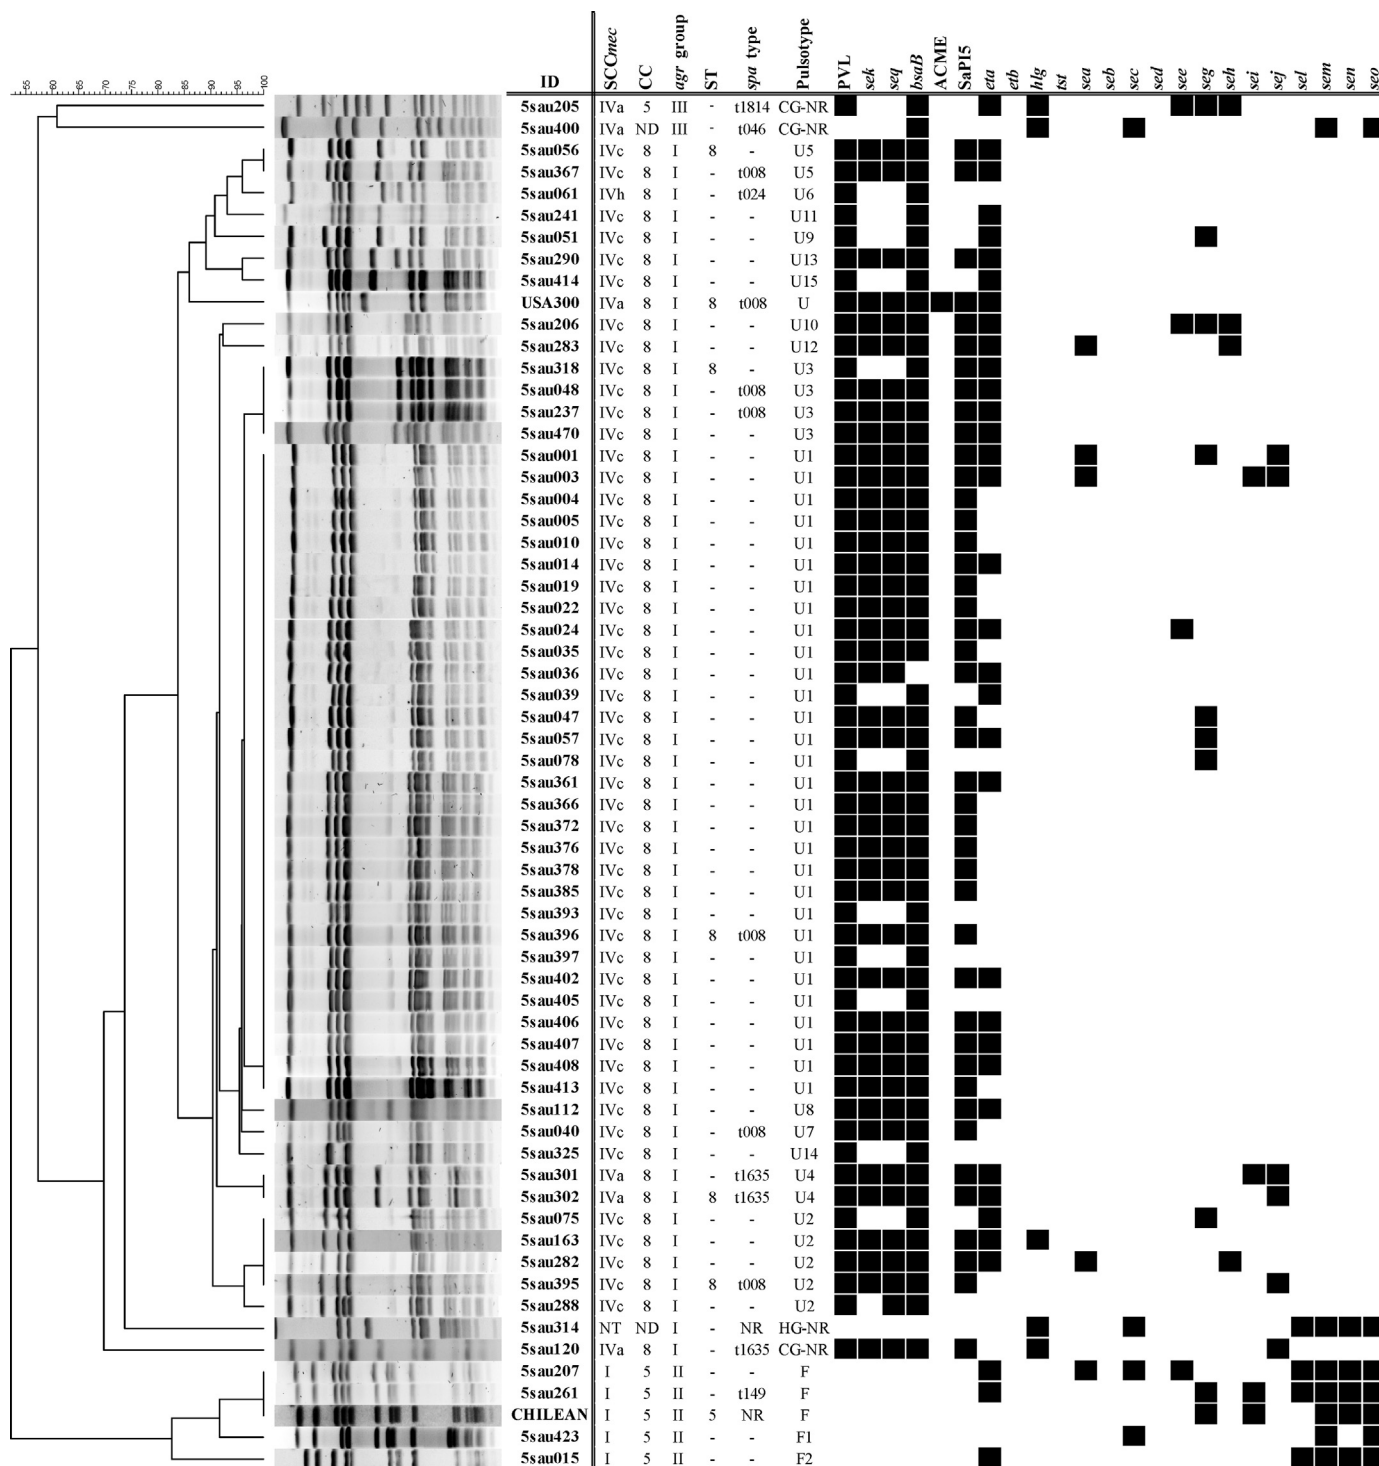 55 60 65 70 75 80 85 90 95 100
ID SCCmec CC agr group ST spa type Pulsotype PVL sek seq bsaB ACME SaPI5 eta etb hlg tst sea seb sec sed see seg seh sei sej sel sem sen seo
5sau205 IVa 5 III - t1814 CG-NR
5sau400 IVa ND III - t046 CG-NR
5sau056 IVc 8 I 8 - U5
5sau367 IVc 8 I - t008 U5
5sau061 IVh 8 I - t024 U6
5sau241 IVc 8 I - - U11
5sau051 IVc 8 I - - U9
5sau290 IVc 8 I - - U13
5sau414 IVc 8 I - - U15
USA300 IVa 8 I 8 t008 U
5sau206 IVc 8 I - - U10
5sau283 IVc 8 I - - U12
5sau318 IVc 8 I 8 - U3
5sau048 IVc 8 I - t008 U3
5sau237 IVc 8 I - t008 U3
5sau470 IVc 8 I - - U3
5sau001 IVc 8 I - - U1
5sau003 IVc 8 I - - U1
5sau004 IVc 8 I - - U1
5sau005 IVc 8 I - - U1
5sau010 IVc 8 I - - U1
5sau014 IVc 8 I - - U1
5sau019 IVc 8 I - - U1
5sau022 IVc 8 I - - U1
5sau024 IVc 8 I - - U1
5sau035 IVc 8 I - - U1
5sau036 IVc 8 I - - U1
5sau039 IVc 8 I - - U1
5sau047 IVc 8 I - - U1
5sau057 IVc 8 I - - U1
5sau078 IVc 8 I - - U1
5sau361 IVc 8 I - - U1
5sau366 IVc 8 I - - U1
5sau372 IVc 8 I - - U1
5sau376 IVc 8 I - - U1
5sau378 IVc 8 I - - U1
5sau385 IVc 8 I - - U1
5sau393 IVc 8 I - - U1
5sau396 IVc 8 I 8 t008 U1
5sau397 IVc 8 I - - U1
5sau402 IVc 8 I - - U1
5sau405 IVc 8 I - - U1
5sau406 IVc 8 I - - U1
5sau407 IVc 8 I - - U1
5sau408 IVc 8 I - - U1
5sau413 IVc 8 I - - U1
5sau112 IVc 8 I - - U8
5sau040 IVc 8 I - t008 U7
5sau325 IVc 8 I - - U14
5sau301 IVa 8 I - t1635 U4
5sau302 IVa 8 I 8 t1635 U4
5sau075 IVc 8 I - - U2
5sau163 IVc 8 I - - U2
5sau282 IVc 8 I - - U2
5sau395 IVc 8 I 8 t008 U2
5sau288 IVc 8 I - - U2
5sau314 NT ND I - NR HG-NR
5sau120 IVa 8 I - t1635 CG-NR
5sau207 I 5 II - - F
5sau261 I 5 II - t149 F
CHILEAN I 5 II 5 NR F
5sau423 I 5 II - - F1
5sau015 I 5 II - - F2